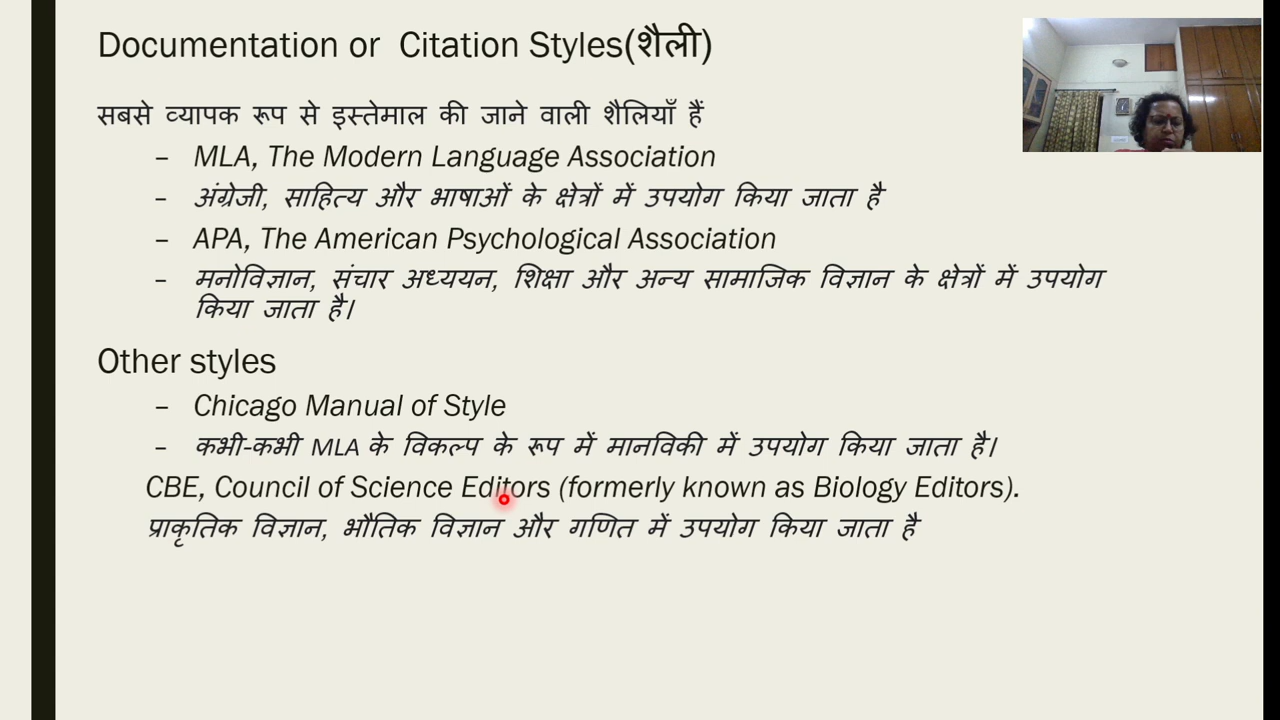 Documentation or Citation Styles(शैली)
सबसे व्यापक रूप से इस्तेमाल की जाने वाली शैलियाँ हैं
– MLA, The Modern Language Association
– अंग्रेजी, साहित्य और भाषाओं के क्षेत्रों में उपयोग किया जाता है
– APA, The American Psychological Association
– मनोविज्ञान, संचार अध्ययन, शिक्षा और अन्य सामाजिक विज्ञान के क्षेत्रों में उपयोग
किया जाता है।
Other styles
– Chicago Manual of Style
– कभी-कभी MLA के विकल्प के रूप में मानविकी में उपयोग किया जाता है।
CBE, Council of Science Editors (formerly known as Biology Editors).
प्राकृतिक विज्ञान, भौतिक विज्ञान और गणित में उपयोग किया जाता है